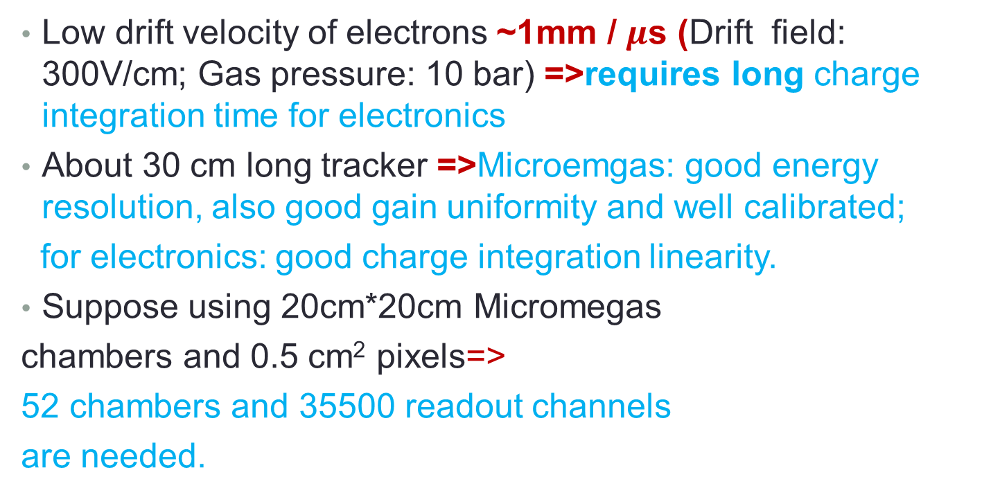 • Low drift velocity of electrons ~1mm / 𝝁s (Drift  field:
300V/cm; Gas pressure: 10 bar) =>requires long charge
integration time for electronics
• About 30 cm long tracker =>Microemgas: good energy
resolution, also good gain uniformity and well calibrated;
for electronics: good charge integration linearity.
• Suppose using 20cm*20cm Micromegas
chambers and 0.5 cm² pixels=>
52 chambers and 35500 readout channels
are needed.